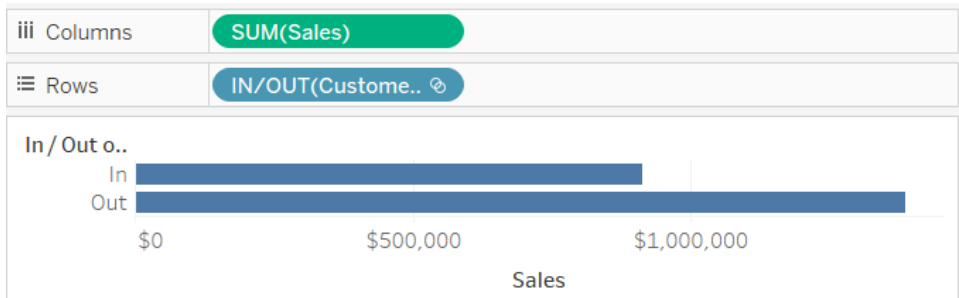 Columns SUM(Sales)
Rows IN/OUT(Custome..
In / Out o..
In
Out
$0 $500,000 $1,000,000
Sales